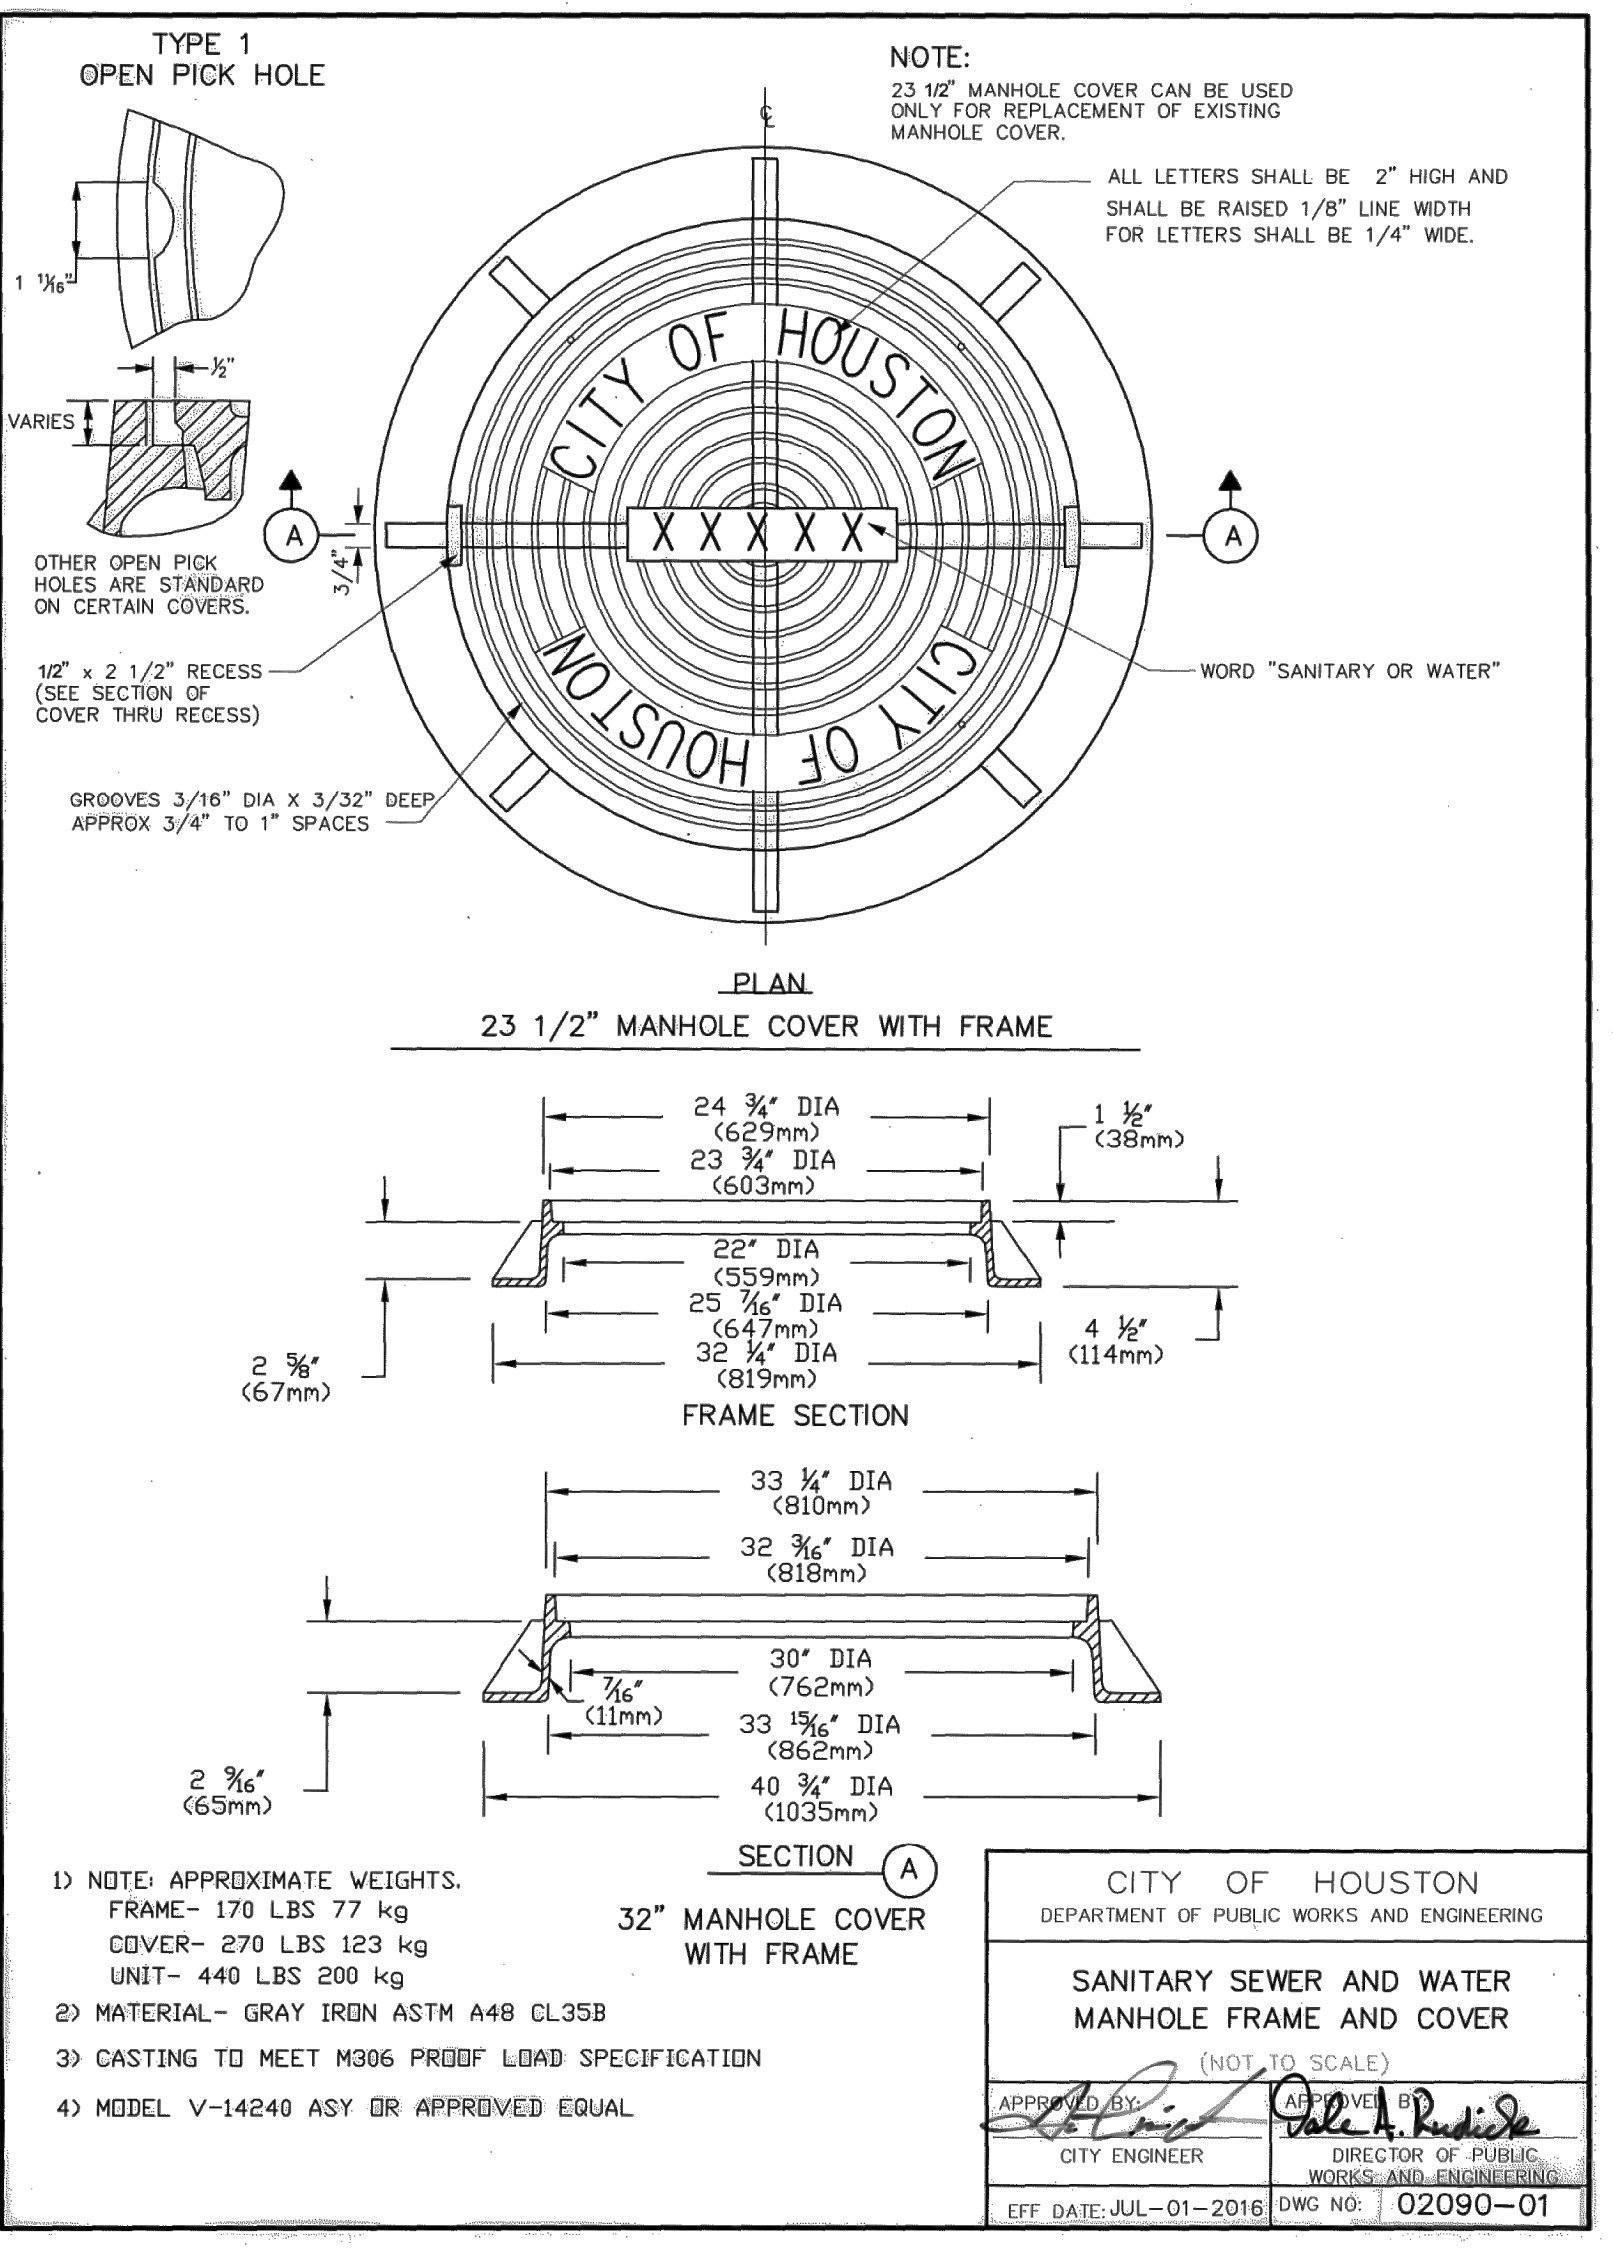 TYPE 1
OPEN PICK HOLE
1 11/16"
1/2"
VARIES
OTHER OPEN PICK
HOLES ARE STANDARD
ON CERTAIN COVERS.
1/2" x 2 1/2" RECESS
(SEE SECTION OF
COVER THRU RECESS)
GROOVES 3/16" DIA X 3/32" DEEP
APPROX 3/4" TO 1" SPACES
NOTE:
23 1/2" MANHOLE COVER CAN BE USED
ONLY FOR REPLACEMENT OF EXISTING
MANHOLE COVER.
ALL LETTERS SHALL BE 2" HIGH AND
SHALL BE RAISED 1/8" LINE WIDTH
FOR LETTERS SHALL BE 1/4" WIDE.
℄
CITY OF HOUSTON
A
3/4"
X X X X X
A
WORD "SANITARY OR WATER"
CITY OF HOUSTON
PLAN
23 1/2" MANHOLE COVER WITH FRAME
24 3/4" DIA
(629mm)
23 3/4" DIA
(603mm)
1 1/2"
(38mm)
22" DIA
(559mm)
25 7/16" DIA
(647mm)
32 1/4" DIA
(819mm)
2 5/8"
(67mm)
4 1/2"
(114mm)
FRAME SECTION
33 1/4" DIA
(810mm)
32 3/16" DIA
(818mm)
30" DIA
(762mm)
7/16"
(11mm)
33 15/16" DIA
(862mm)
40 3/4" DIA
(1035mm)
2 9/16"
(65mm)
SECTION A
32" MANHOLE COVER
WITH FRAME
1) NOTE: APPROXIMATE WEIGHTS.
FRAME- 170 LBS 77 kg
COVER- 270 LBS 123 kg
UNIT- 440 LBS 200 kg
2) MATERIAL- GRAY IRON ASTM A48 CL35B
3) CASTING TO MEET M306 PROOF LOAD SPECIFICATION
4) MODEL V-14240 ASY OR APPROVED EQUAL
CITY OF HOUSTON
DEPARTMENT OF PUBLIC WORKS AND ENGINEERING
SANITARY SEWER AND WATER
MANHOLE FRAME AND COVER
(NOT TO SCALE)
APPROVED BY:
CITY ENGINEER
APPROVED BY:
Dale A. Rudick
DIRECTOR OF PUBLIC
WORKS AND ENGINEERING
EFF DATE: JUL-01-2016
DWG NO: 02090-01